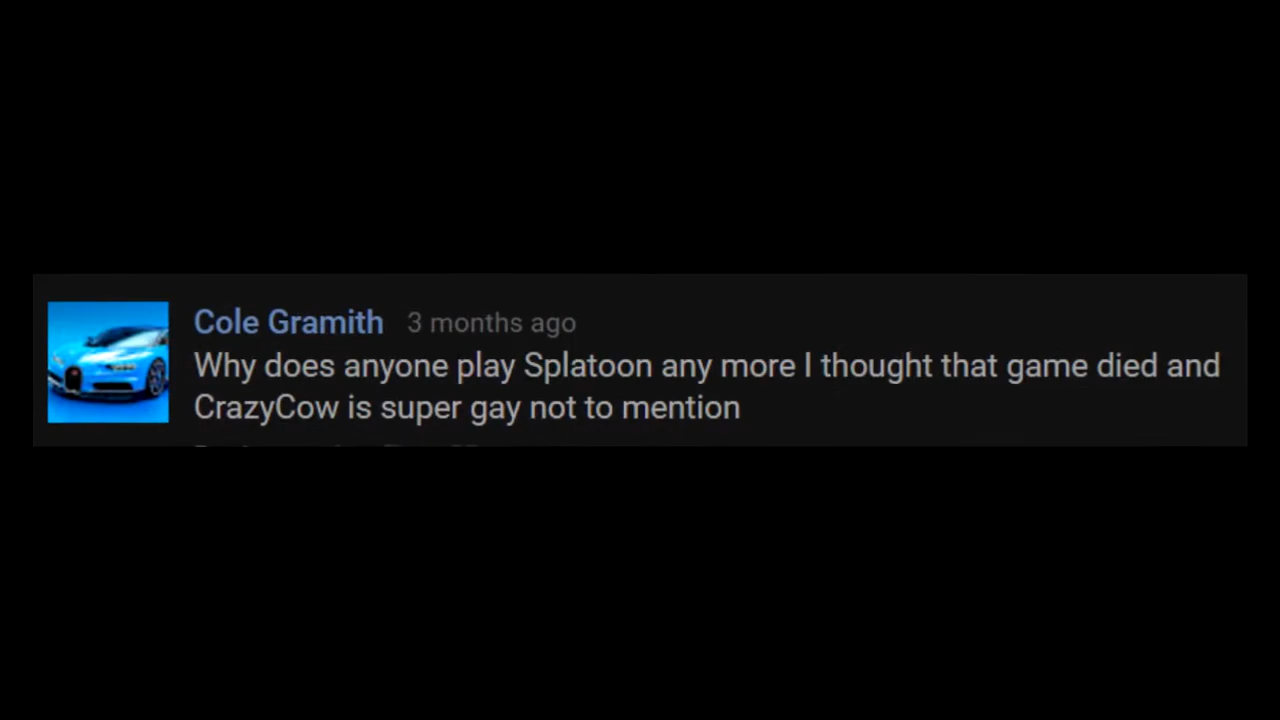 Cole Gramith 3 months ago
Why does anyone play Splatoon any more I thought that game died and
CrazyCow is super gay not to mention